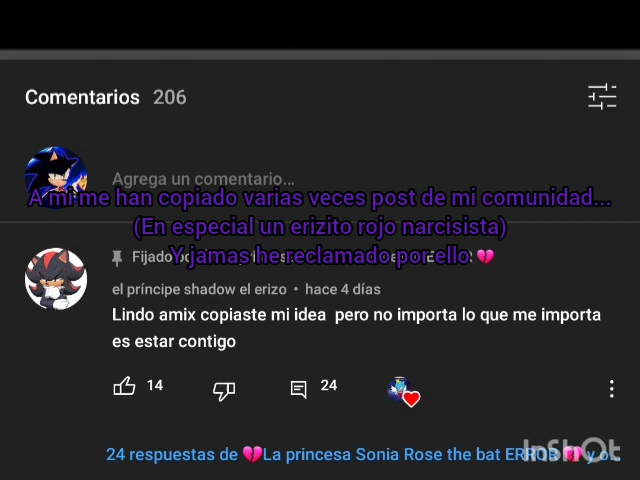 Comentarios 206
Agrega un comentario...
A mi me han copiado varias veces post de mi comunidad...
(En especial un erizito rojo narcisista)
Y jamas he reclamado por ello 💔
Fijado
el príncipe shadow el erizo • hace 4 días
Lindo amix copiaste mi idea pero no importa lo que me importa
es estar contigo
14 24
24 respuestas de 💔La princesa Sonia Rose the bat ERROR 💔 y o...
InShOt